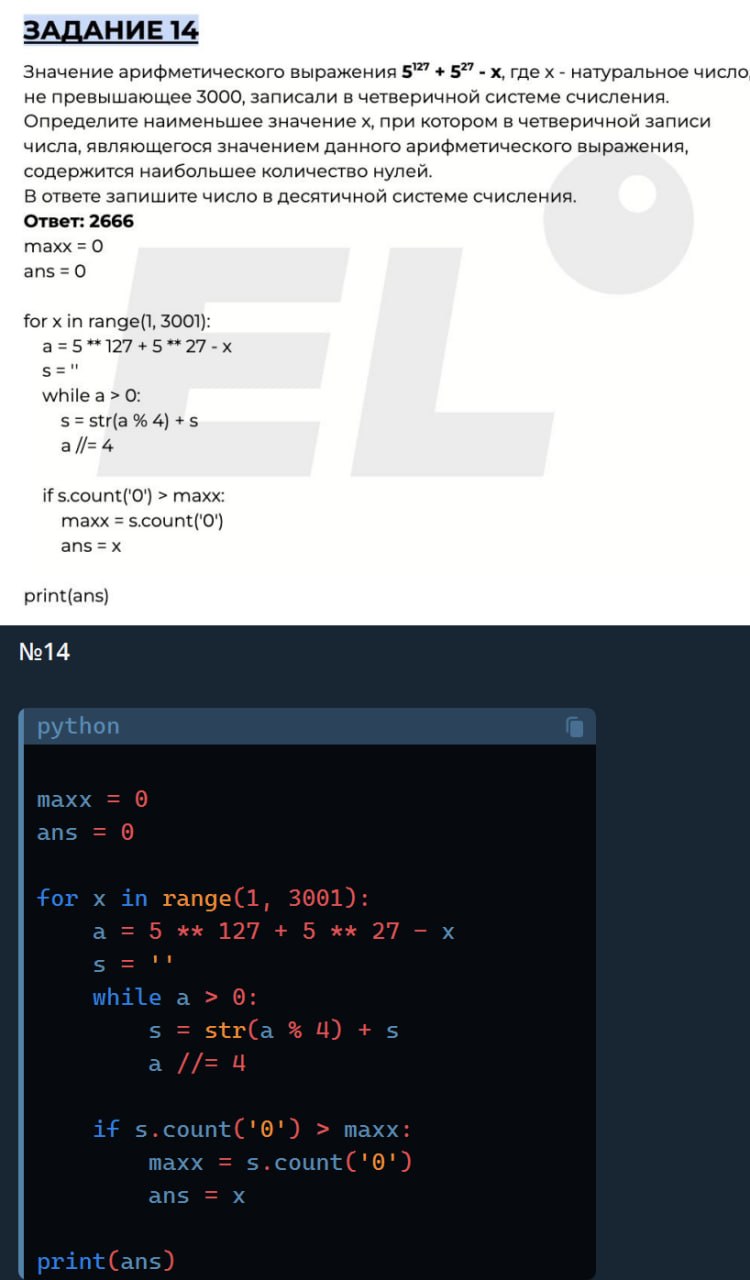 ЗАДАНИЕ 14
Значение арифметического выражения 5¹²⁷ + 5²⁷ - x, где x - натуральное число,
не превышающее 3000, записали в четверичной системе счисления.
Определите наименьшее значение x, при котором в четверичной записи
числа, являющегося значением данного арифметического выражения,
содержится наибольшее количество нулей.
В ответе запишите число в десятичной системе счисления.
Ответ: 2666
maxx = 0
ans = 0
for x in range(1, 3001):
    a = 5 ** 127 + 5 ** 27 - x
    s = ''
    while a > 0:
        s = str(a % 4) + s
        a //= 4
    if s.count('0') > maxx:
        maxx = s.count('0')
        ans = x
print(ans)
EL
№14
python
maxx = 0
ans = 0
for x in range(1, 3001):
    a = 5 ** 127 + 5 ** 27 - x
    s = ''
    while a > 0:
        s = str(a % 4) + s
        a //= 4
    if s.count('0') > maxx:
        maxx = s.count('0')
        ans = x
print(ans)